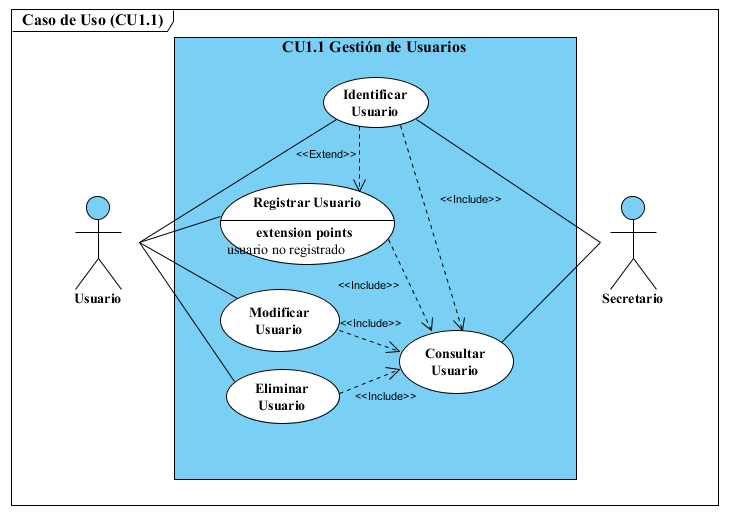 Caso de Uso (CU1.1)
CU1.1 Gestión de Usuarios
Identificar
Usuario
<<Extend>>
<<Include>>
Registrar Usuario
extension points
usuario no registrado
Usuario
Secretario
<<Include>>
Modificar
Usuario
<<Include>>
Consultar
Usuario
Eliminar
Usuario
<<Include>>